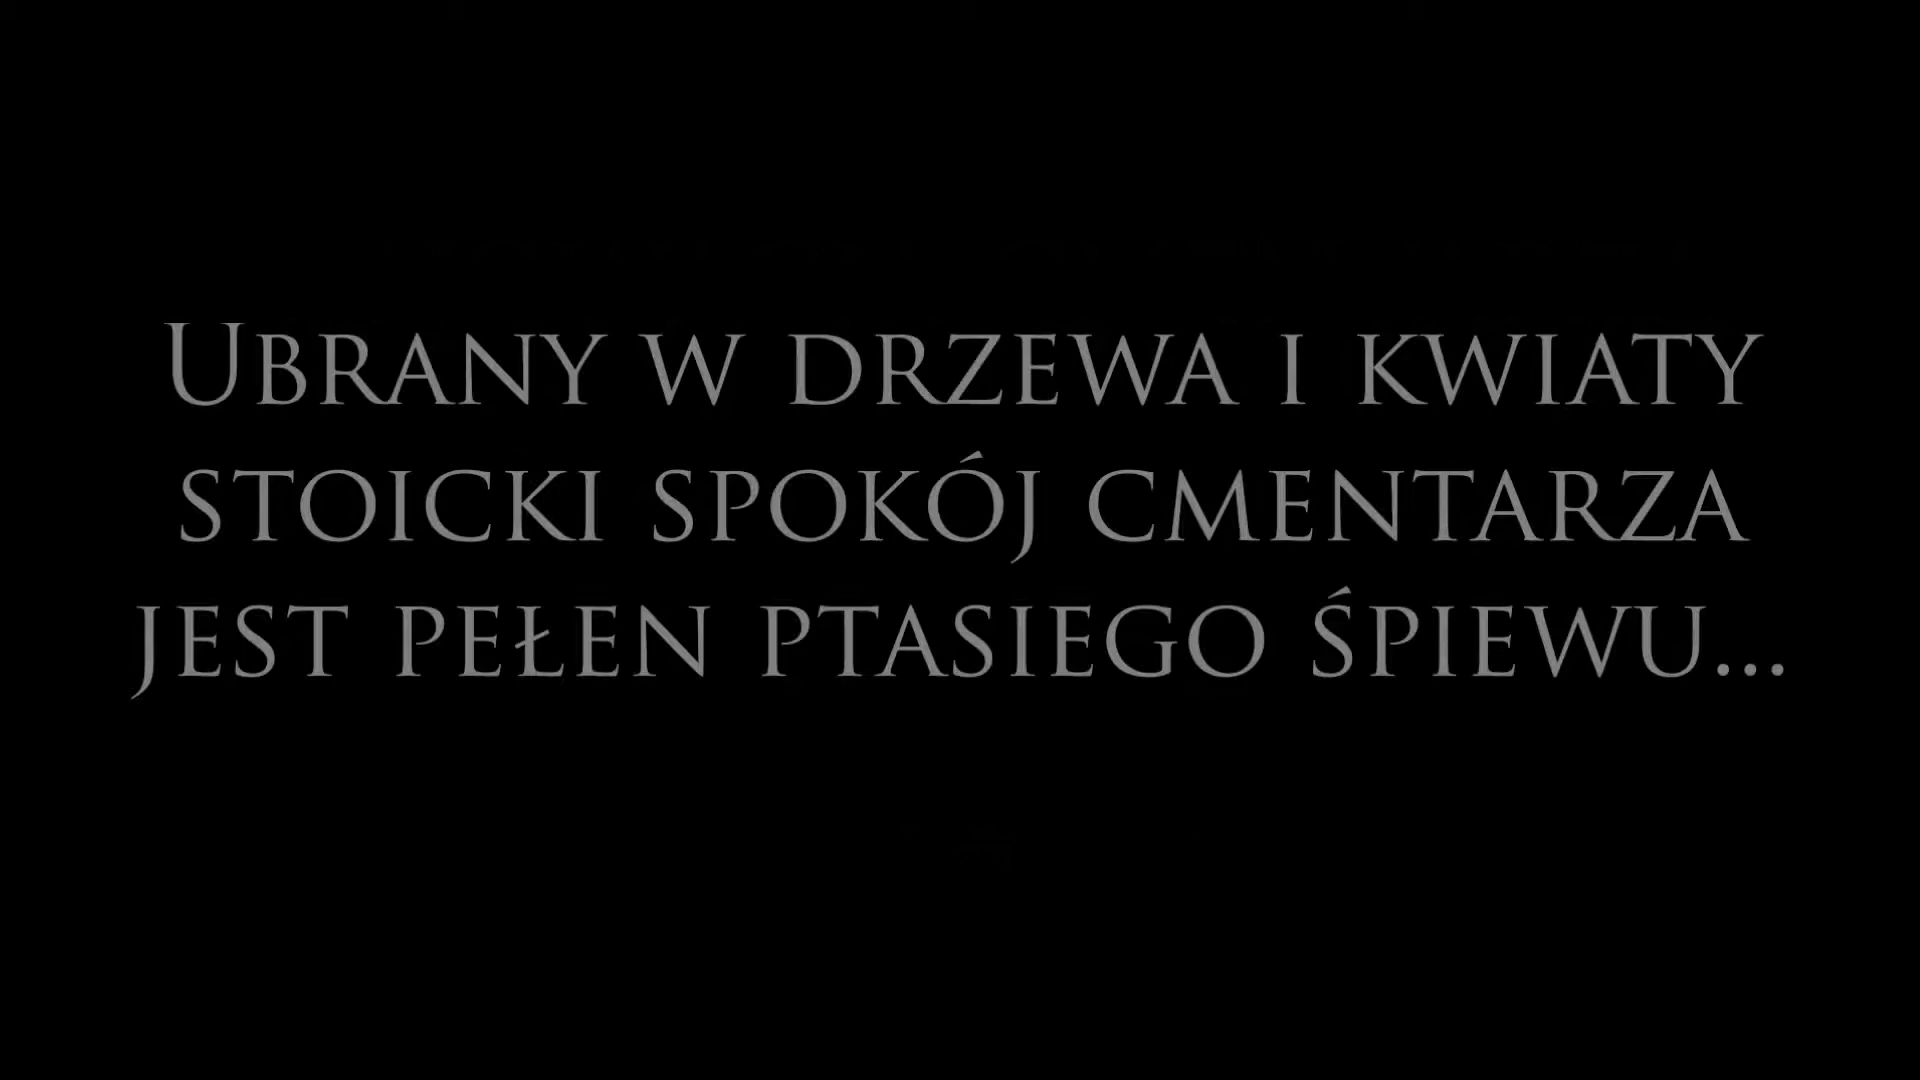 Ubrany w drzewa i kwiaty
stoicki spokój cmentarza
jest pełen ptasiego śpiewu...